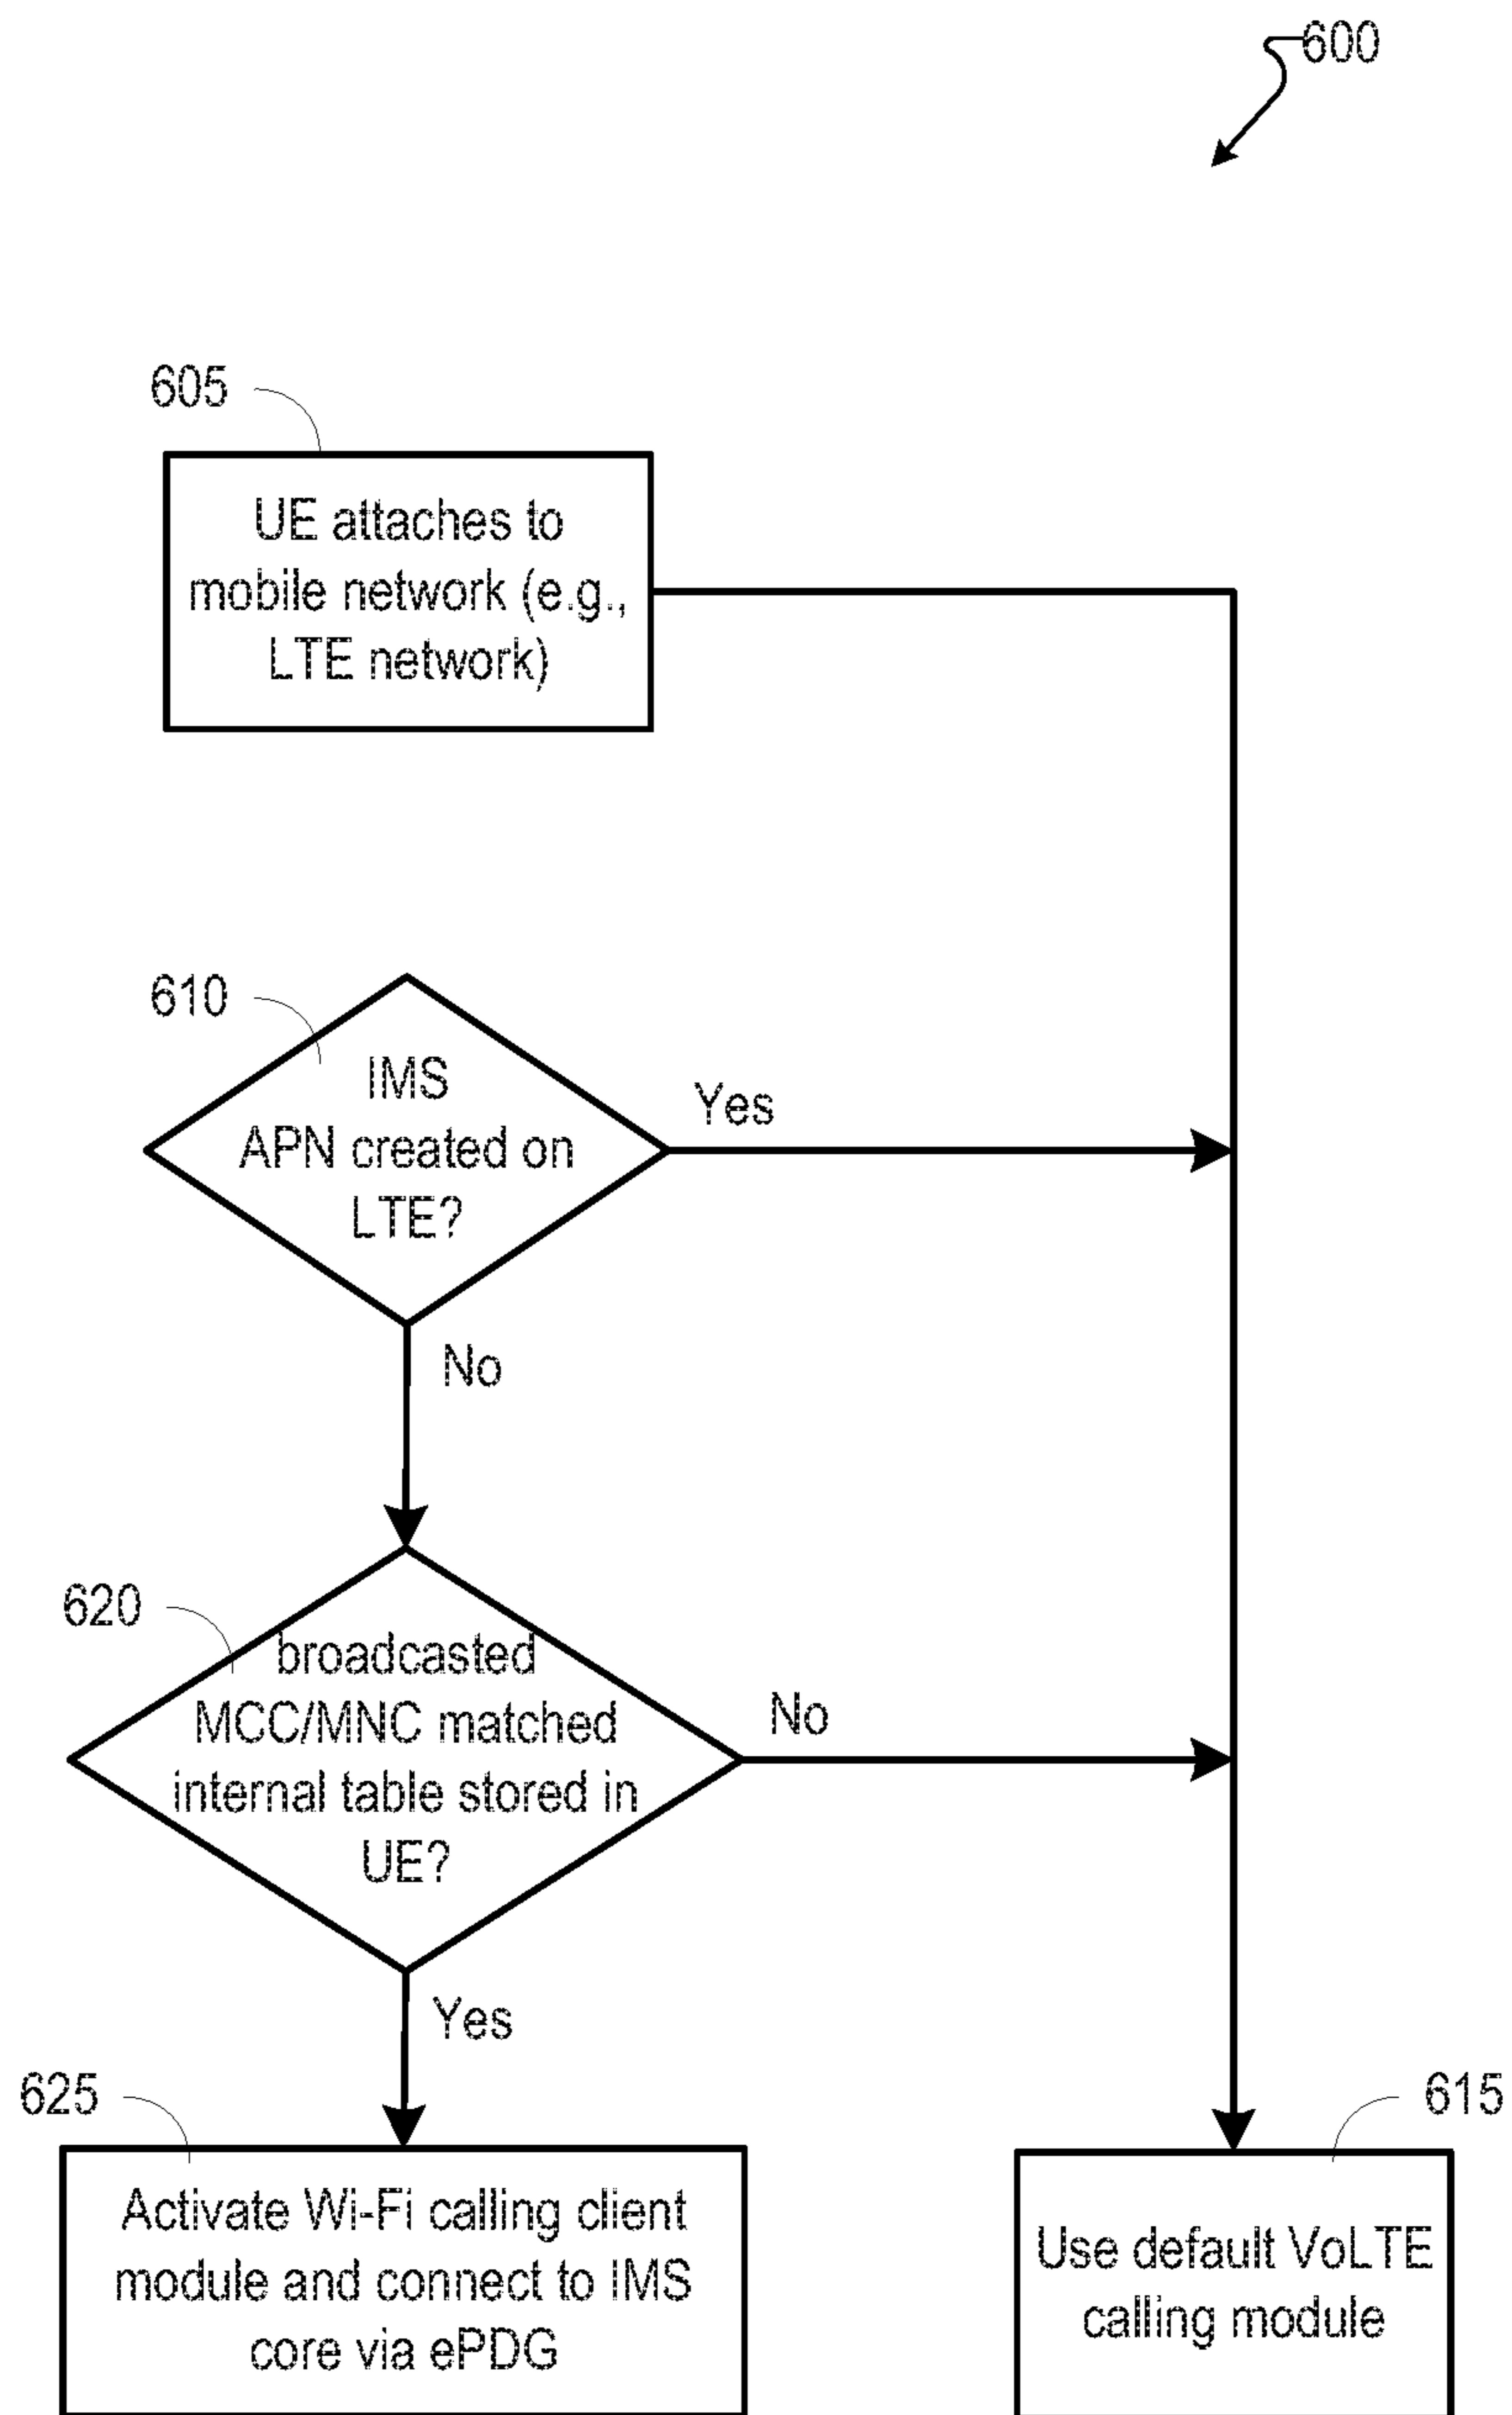 600
605
UE attaches to
mobile network (e.g.,
LTE network)
610
IMS
APN created on
LTE?
Yes
No
620
broadcasted
MCC/MNC matched
internal table stored in
UE?
No
Yes
625
Activate Wi-Fi calling client
module and connect to IMS
core via ePDG
615
Use default VoLTE
calling module